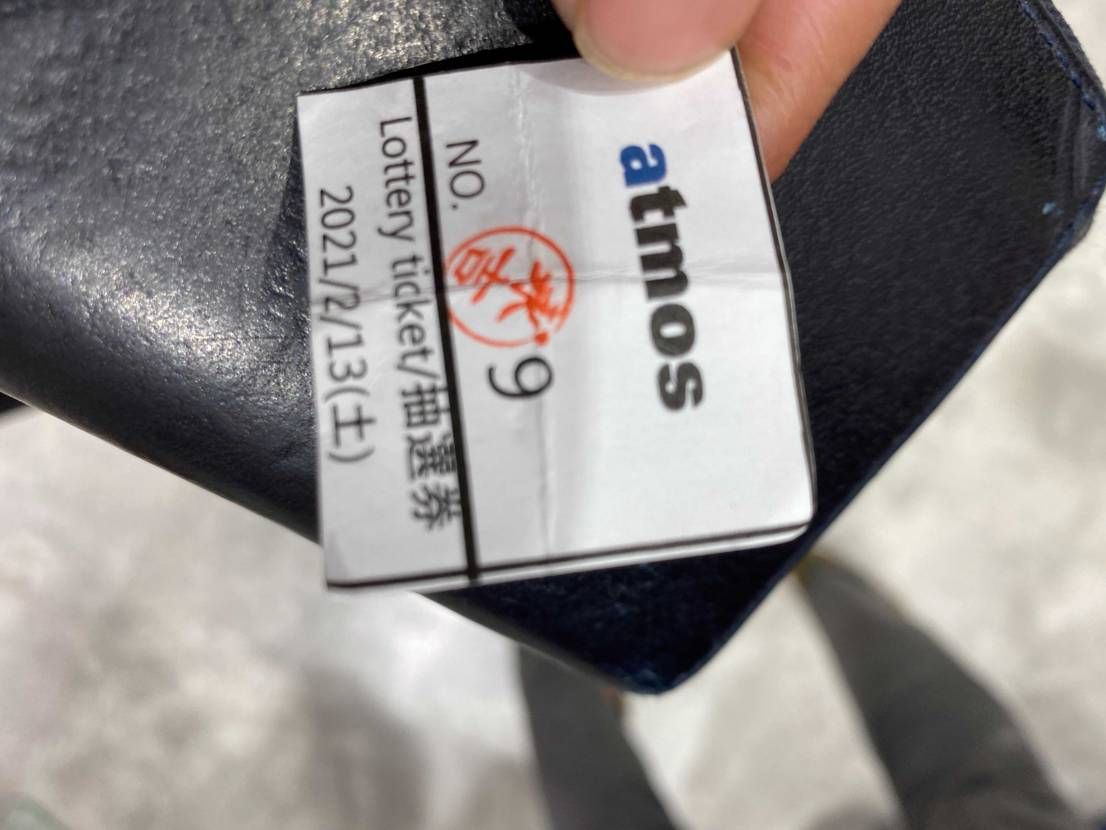 atmos
NO. 9
Lottery ticket/抽選券
2021/2/13(土)